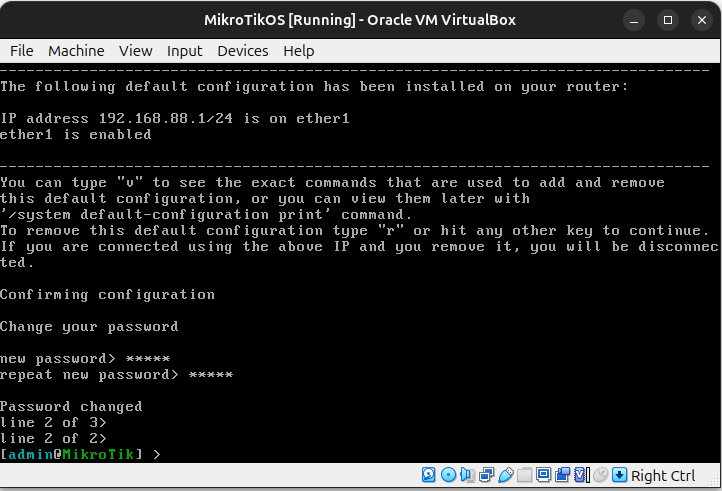 MikroTikOS [Running] - Oracle VM VirtualBox
File Machine View Input Devices Help
-------------------------------------------------------------------------------
The following default configuration has been installed on your router:
IP address 192.168.88.1/24 is on ether1
ether1 is enabled
-------------------------------------------------------------------------------
You can type "v" to see the exact commands that are used to add and remove
this default configuration, or you can view them later with
'/system default-configuration print' command.
To remove this default configuration type "r" or hit any other key to continue.
If you are connected using the above IP and you remove it, you will be disconnec
ted.
Confirming configuration
Change your password
new password> *****
repeat new password> *****
Password changed
line 2 of 3>
line 2 of 2>
[admin@MikroTik] >
Right Ctrl